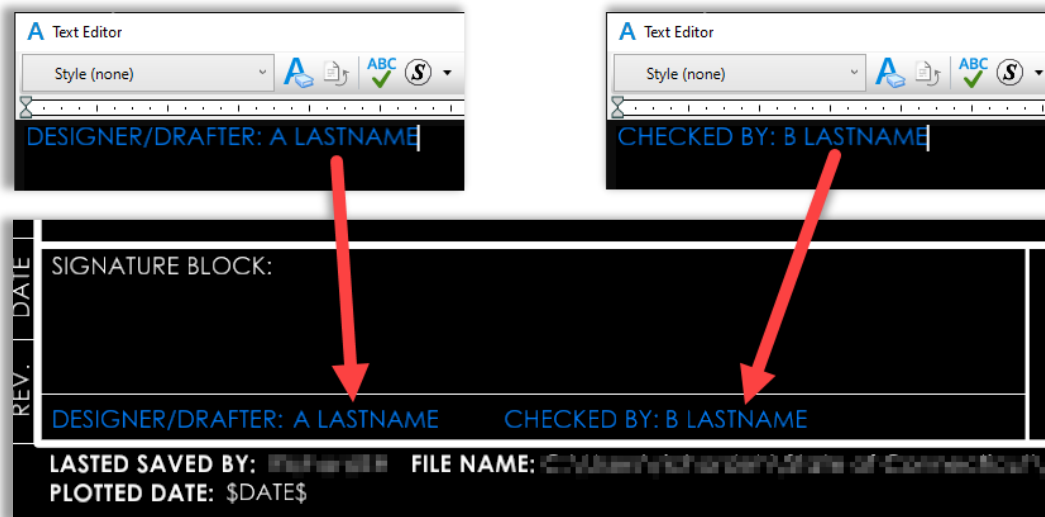 A Text Editor
Style (none)
ABC
S
DESIGNER/DRAFTER: A LASTNAME
A Text Editor
Style (none)
ABC
S
CHECKED BY: B LASTNAME
REV. DATE
SIGNATURE BLOCK:
DESIGNER/DRAFTER: A LASTNAME CHECKED BY: B LASTNAME
LASTED SAVED BY: FILE NAME:
PLOTTED DATE: $DATE$